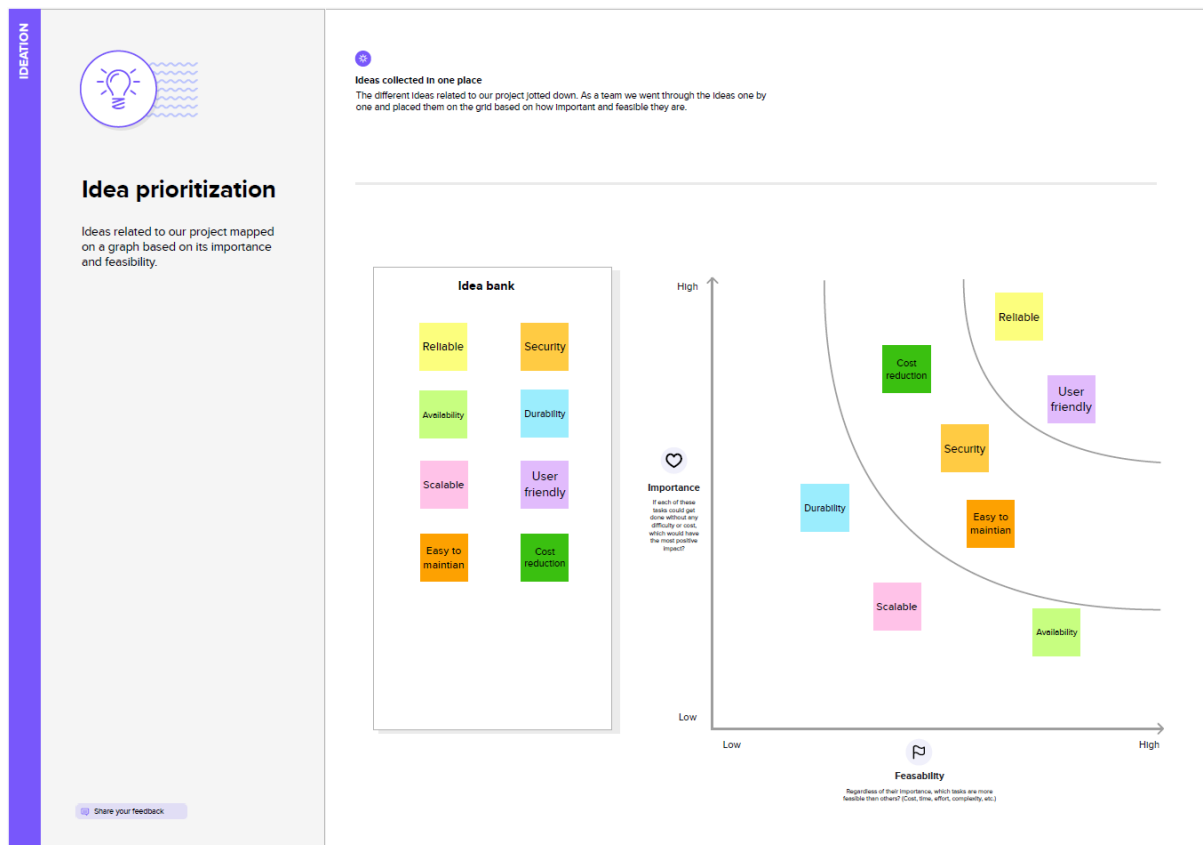 IDEATION
Idea prioritization
Ideas related to our project mapped
on a graph based on its importance
and feasibility.
Share your feedback
Ideas collected in one place
The different ideas related to our project jotted down. As a team we went through the ideas one by
one and placed them on the grid based on how important and feasible they are.
Idea bank
Reliable
Security
Availability
Durability
Scalable
User
friendly
Easy to
maintian
Cost
reduction
High
Importance
If each of these
tasks could get
done without any
difficulty or cost,
which would have
the most positive
impact?
Low
Reliable
Cost
reduction
User
friendly
Security
Durability
Easy to
maintian
Scalable
Availability
Low
High
Feasability
Regardless of their importance, which tasks are more
feasible than others? (Cost, time, effort, complexity, etc.)